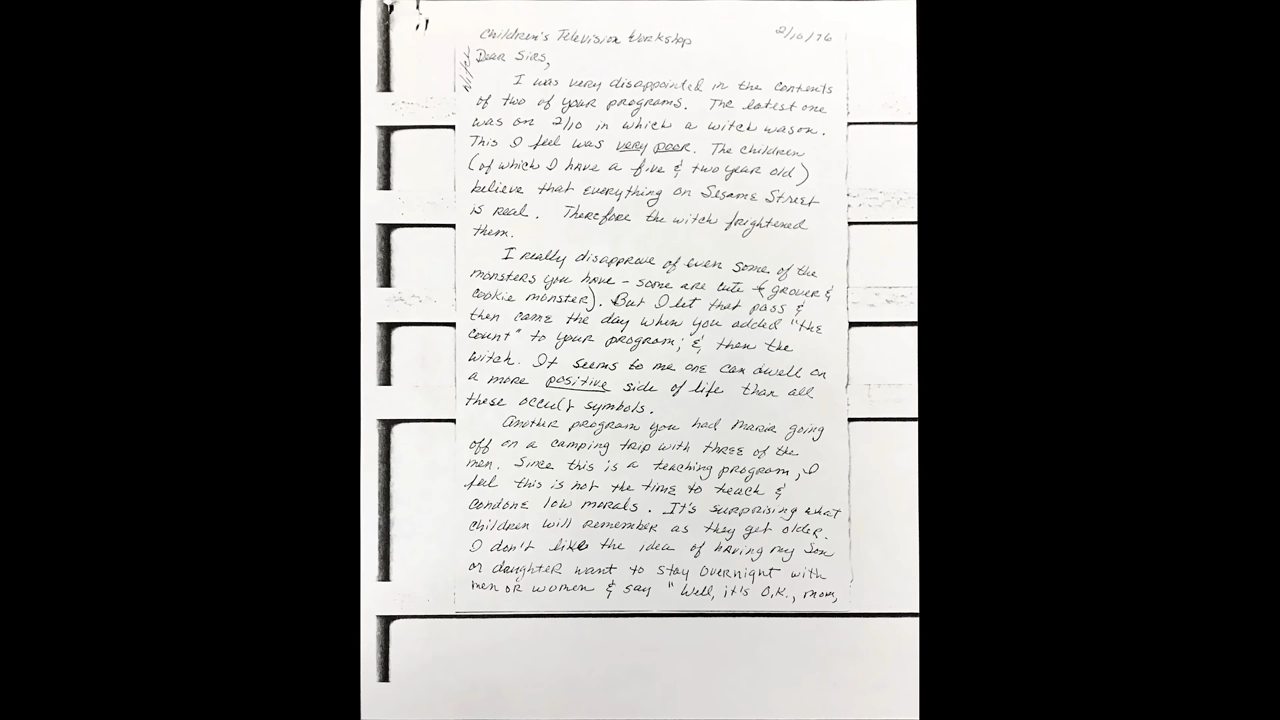 Children's Television Workshop
2/10/76
Witch
Dear Sirs,
I was very disappointed in the contents
of two of your programs. The latest one
was on 2/10 in which a witch was on.
This I feel was very poor. The children
(of which I have a five & two year old)
believe that everything on Sesame Street
is real. Therefore the witch frightened
them.
I really disapprove of even some of the
monsters you have - some are cute (grover &
cookie monster). But I let that pass &
then came the day when you added "the
count" to your program; & then the
witch. It seems to me one can dwell on
a more positive side of life than all
these occult symbols.
Another program you had Maria going
off on a camping trip with three of the
men. Since this is a teaching program, I
feel this is not the time to teach &
condone low morals. It's surprising what
children will remember as they get older.
I don't like the idea of having my son
or daughter want to stay overnight with
men or women & say "Well, it's O.K., mom,